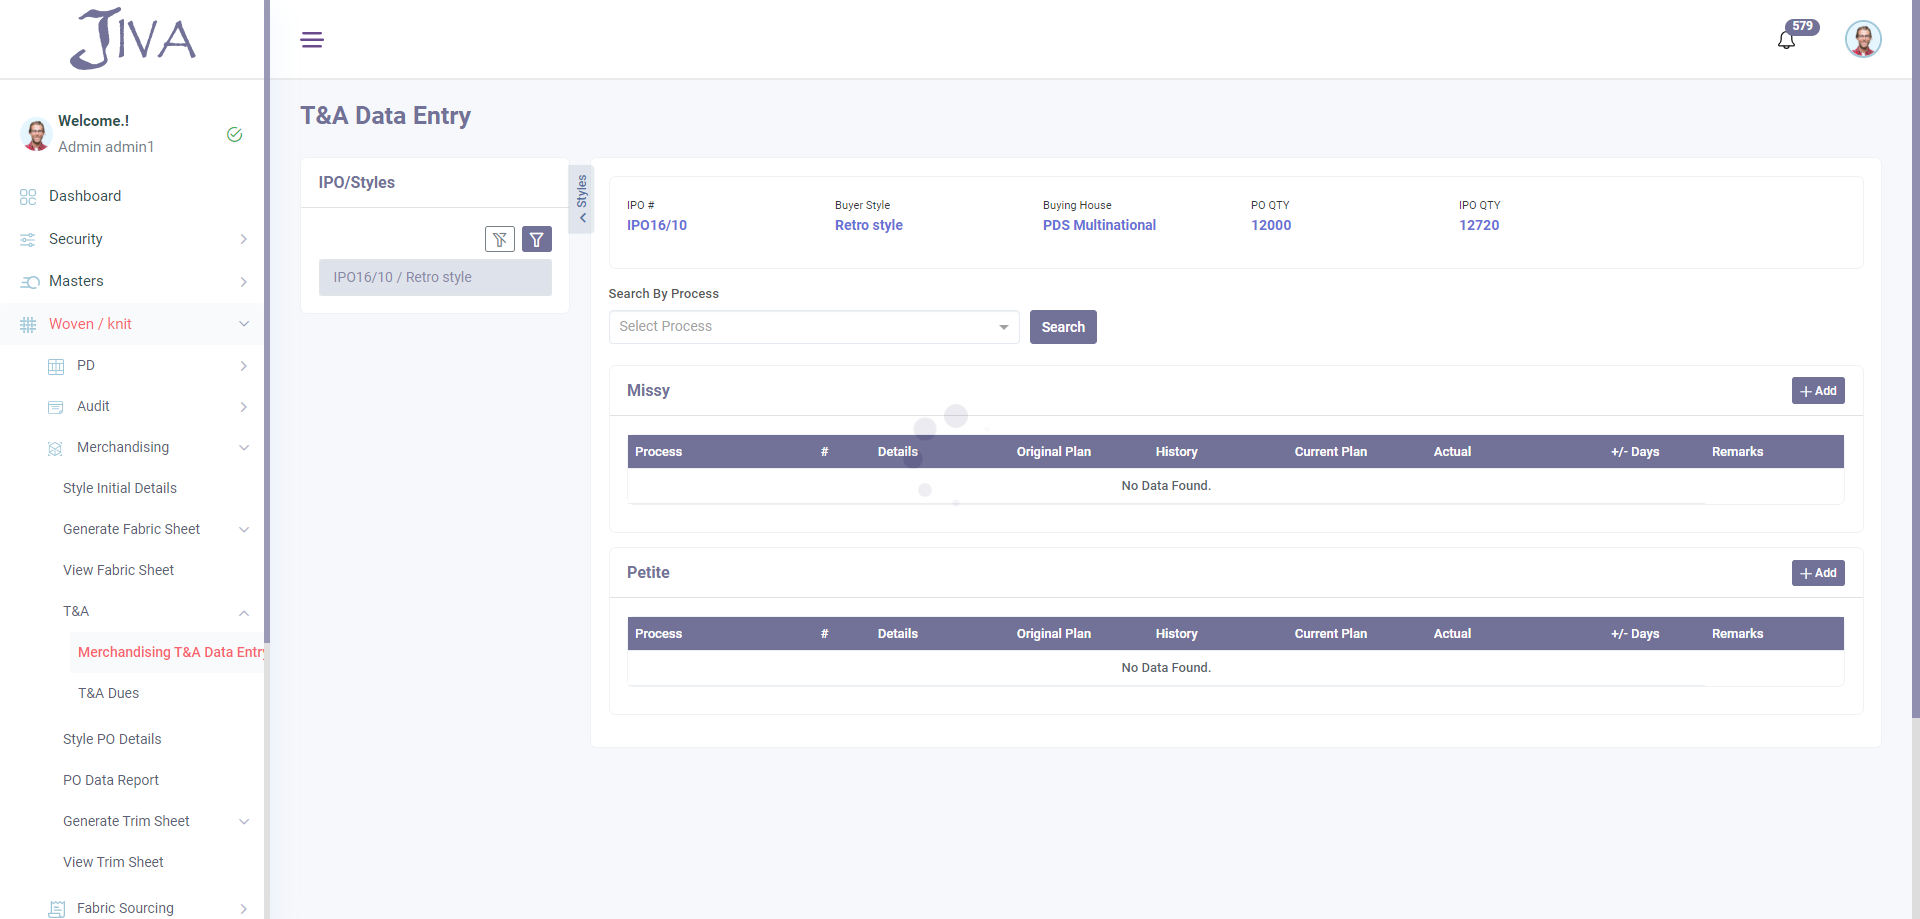 JIVA
579
Welcome.!
Admin admin1
Dashboard
Security
Masters
Woven / knit
PD
Audit
Merchandising
Style Initial Details
Generate Fabric Sheet
View Fabric Sheet
T&A
Merchandising T&A Data Entry
T&A Dues
Style PO Details
PO Data Report
Generate Trim Sheet
View Trim Sheet
Fabric Sourcing
T&A Data Entry
IPO/Styles
IPO16/10 / Retro style
Styles
IPO # Buyer Style Buying House PO QTY IPO QTY
IPO16/10 Retro style PDS Multinational 12000 12720
Search By Process
Select Process Search
Missy + Add
Process # Details Original Plan History Current Plan Actual +/- Days Remarks
No Data Found.
Petite + Add
Process # Details Original Plan History Current Plan Actual +/- Days Remarks
No Data Found.